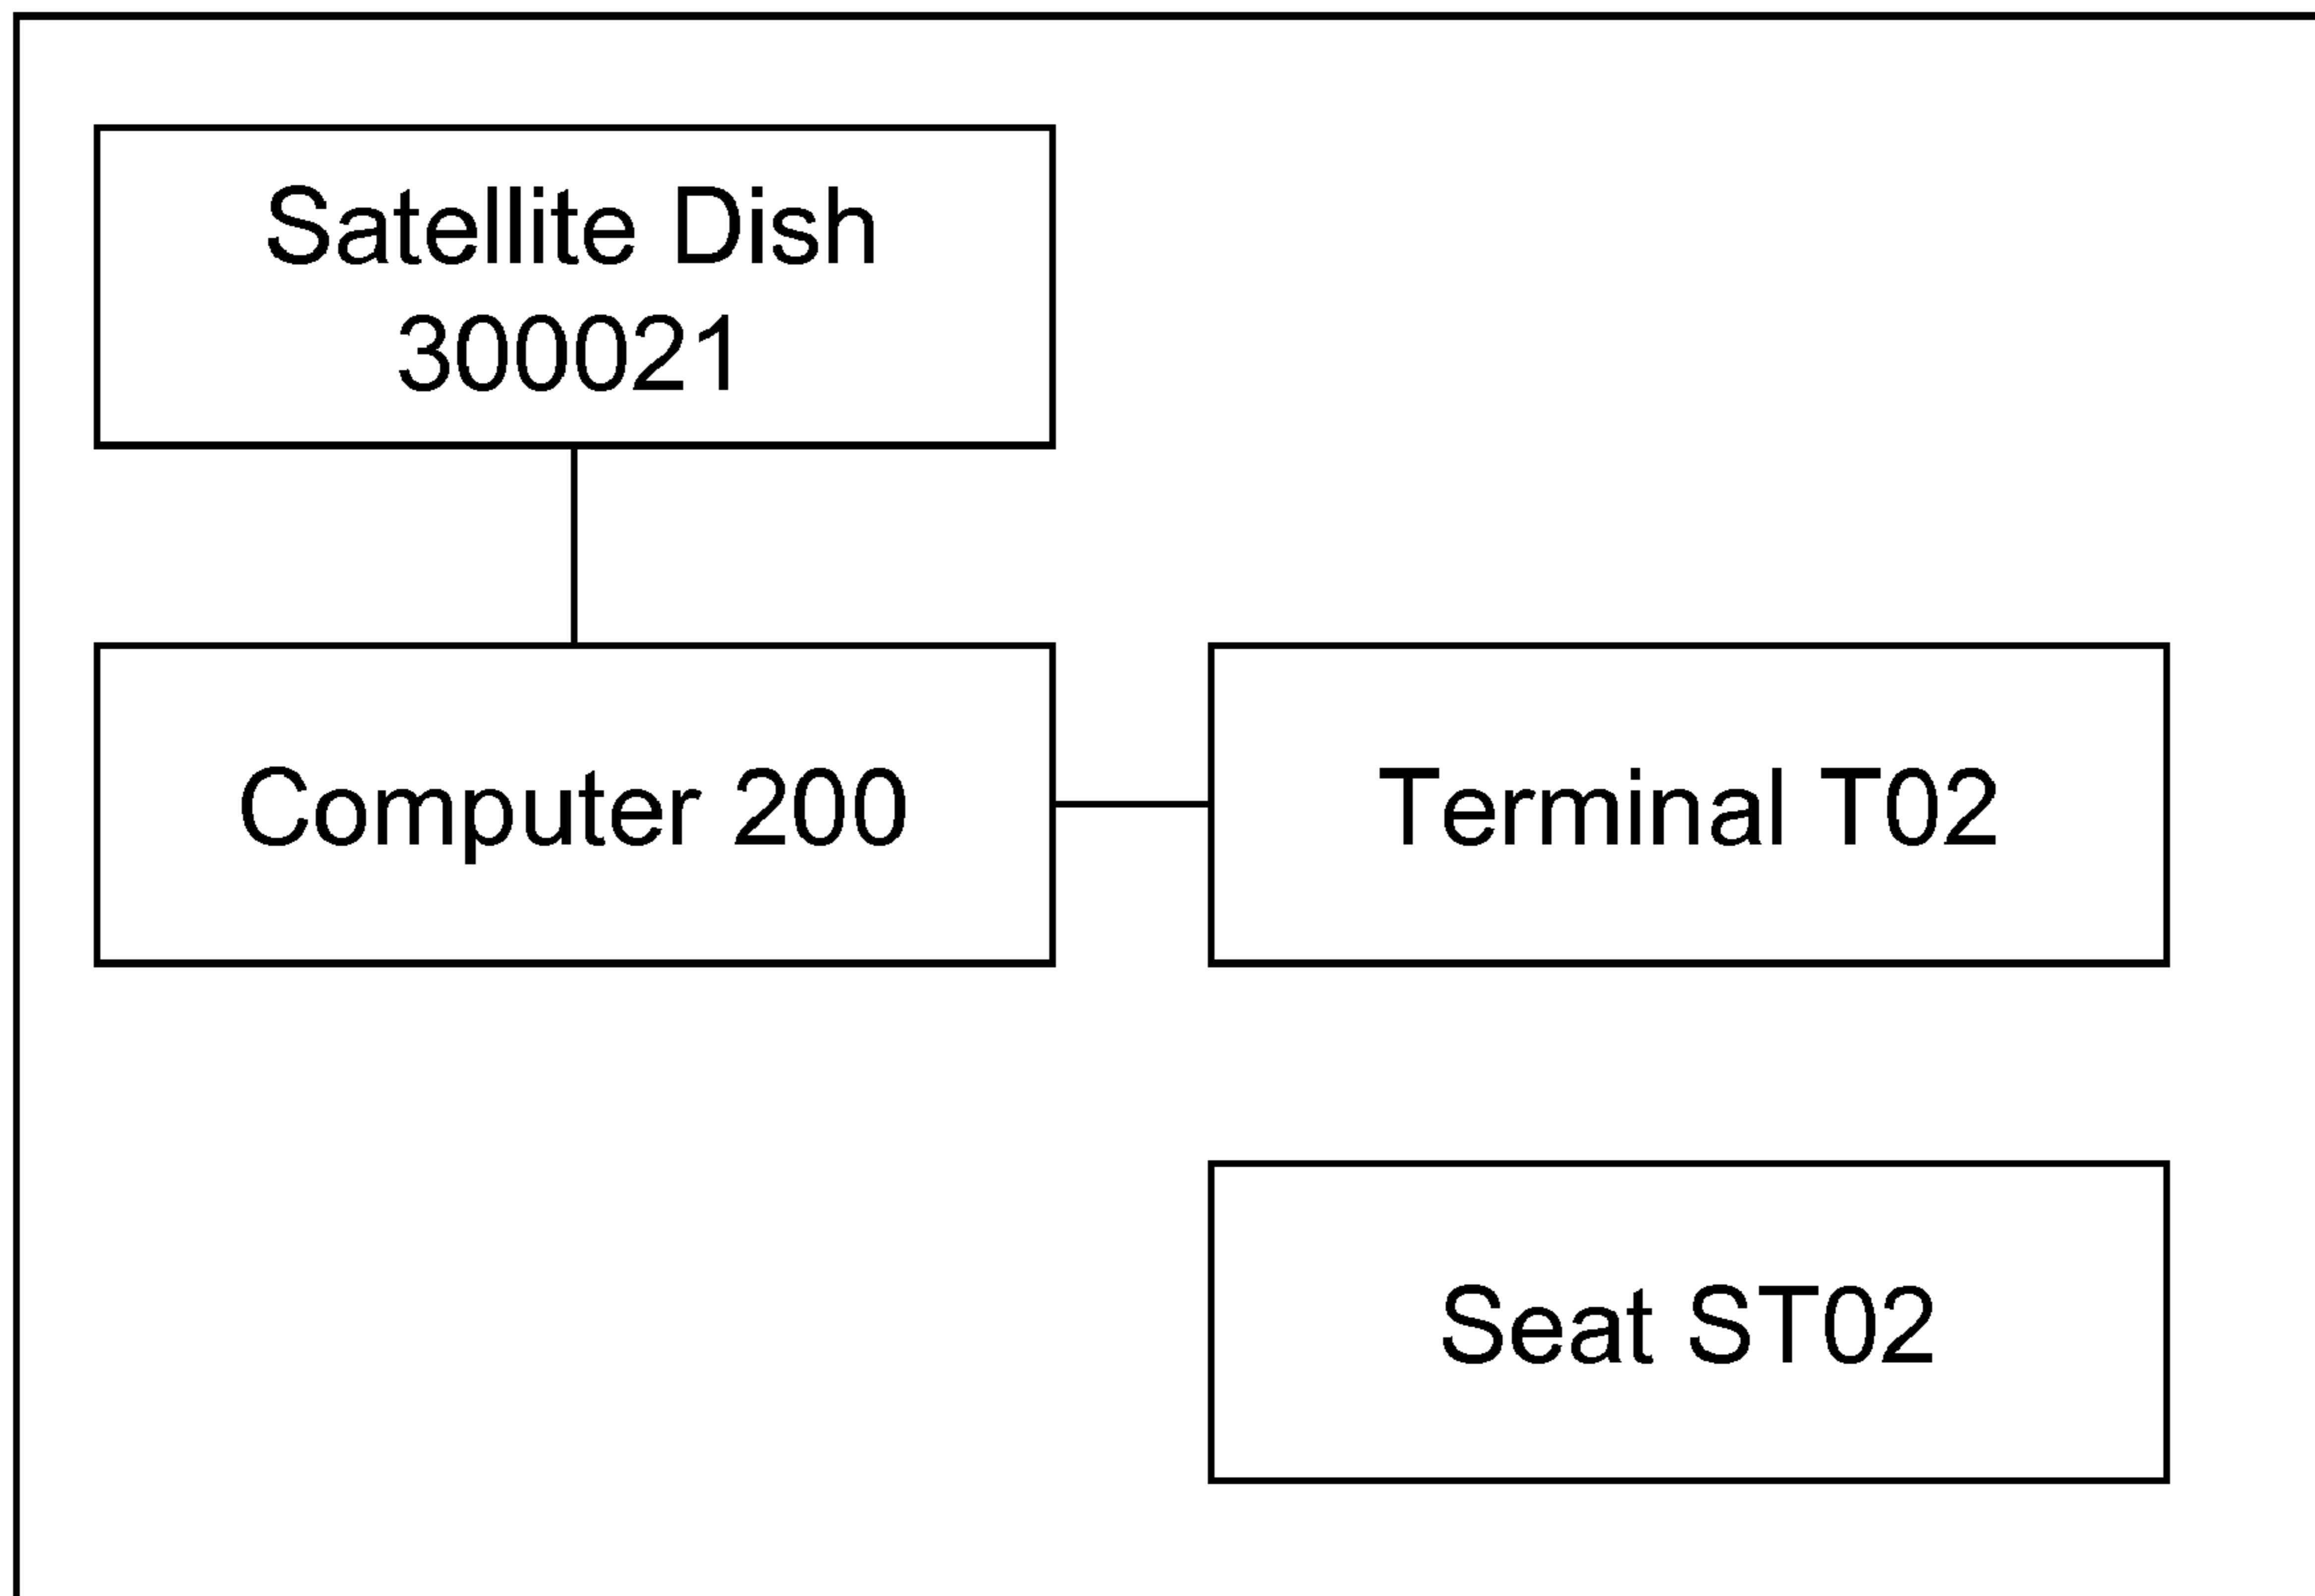 Satellite Dish
300021
Computer 200
Terminal T02
Seat ST02